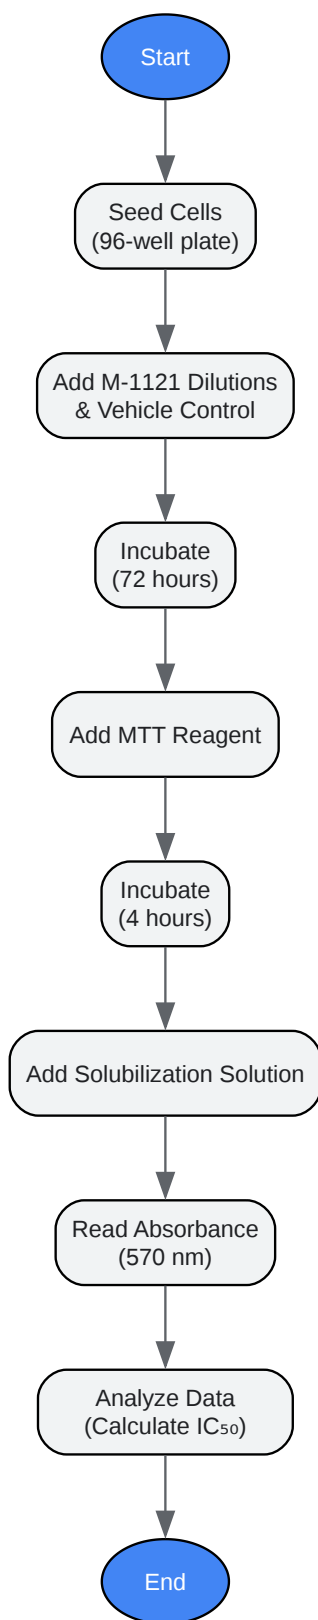 Start
Seed Cells
(96-well plate)
Add M-1121 Dilutions
& Vehicle Control
Incubate
(72 hours)
Add MTT Reagent
Incubate
(4 hours)
Add Solubilization Solution
Read Absorbance
(570 nm)
Analyze Data
(Calculate IC₅₀)
End